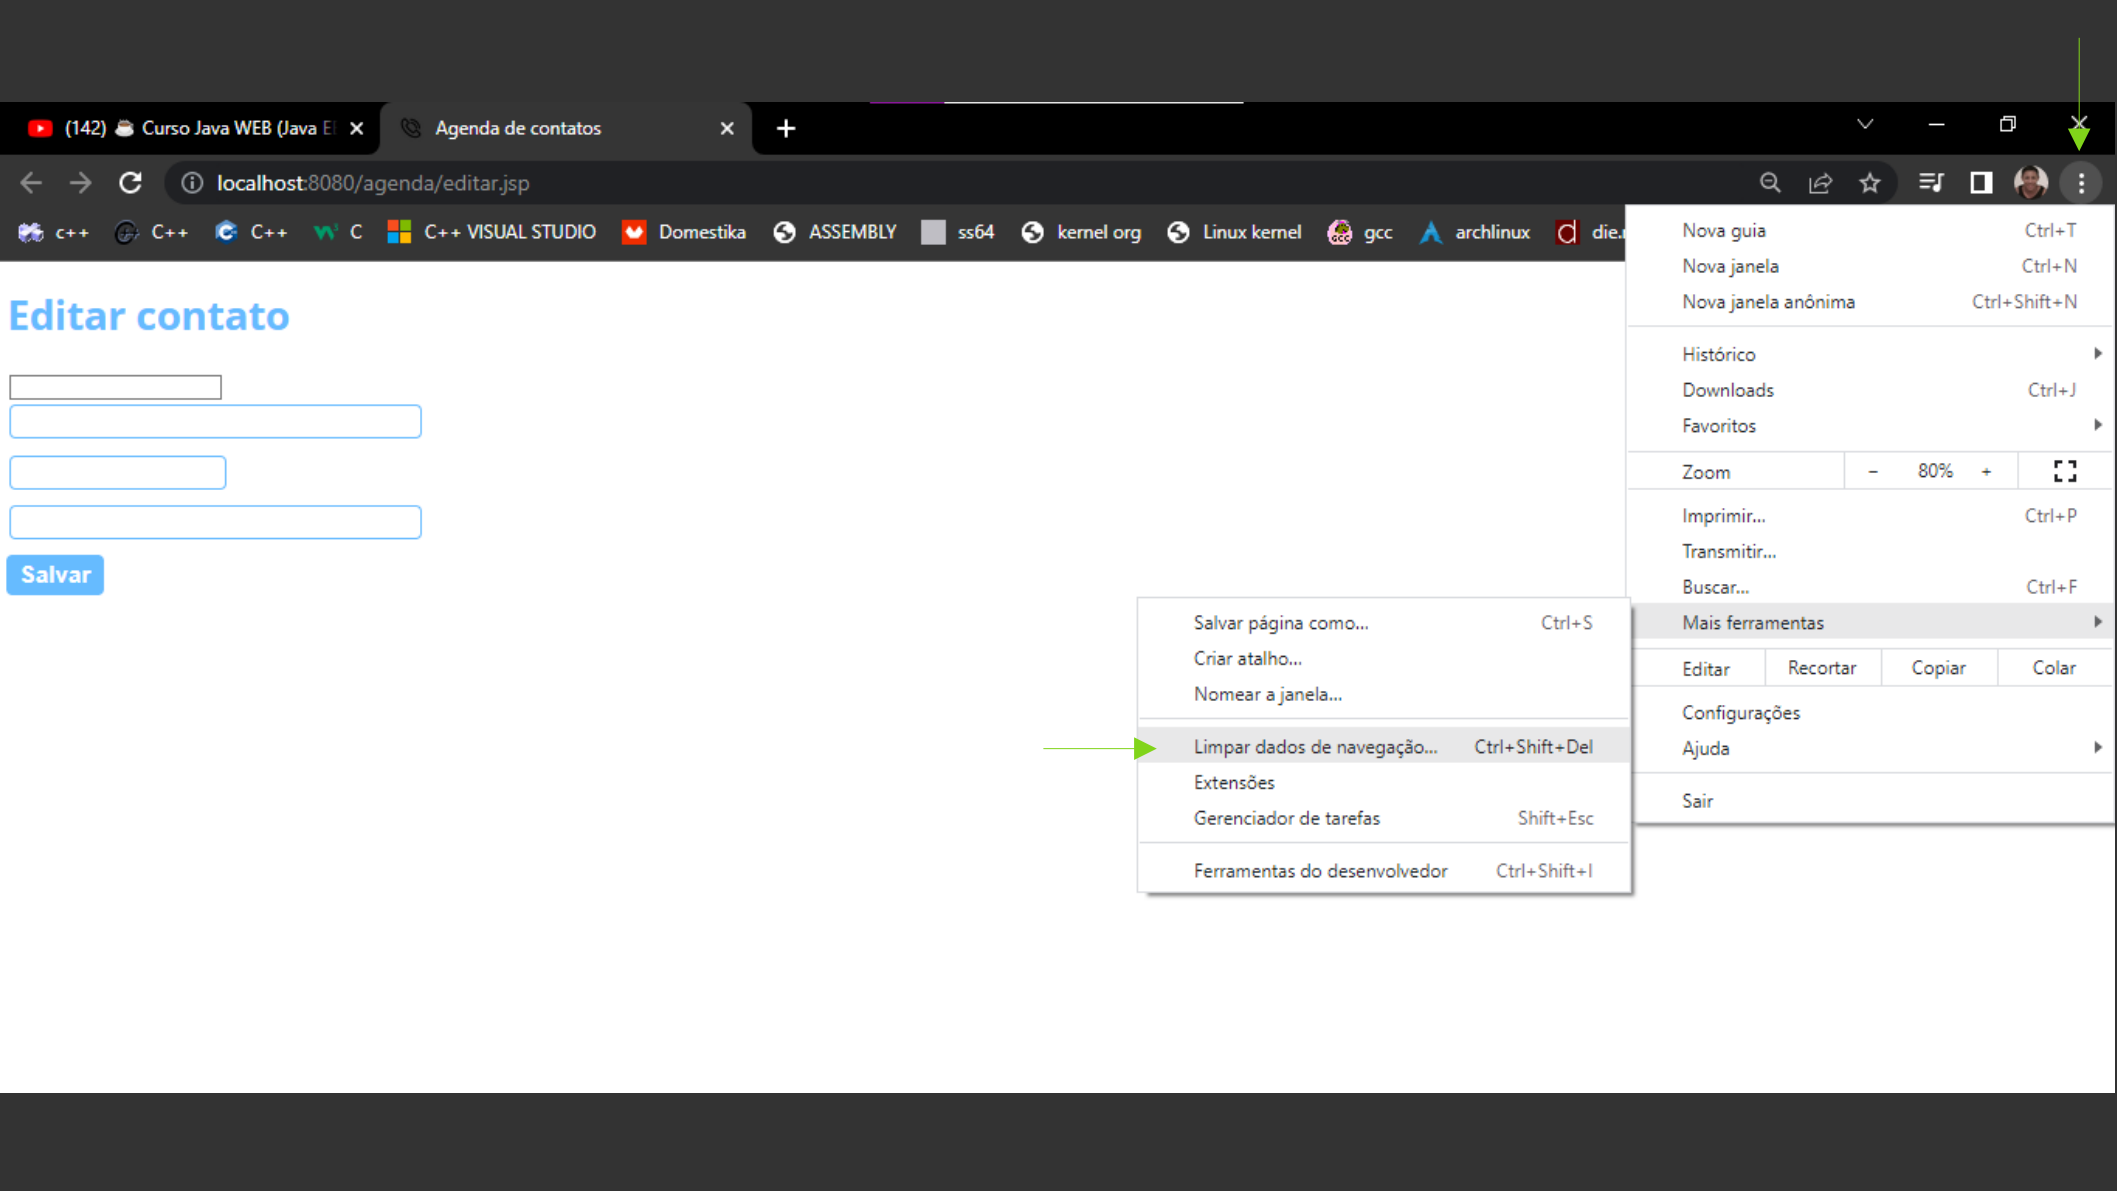 (142) ☕ Curso Java WEB (Java E
Agenda de contatos
localhost:8080/agenda/editar.jsp
c++ C++ C++ C C++ VISUAL STUDIO Domestika ASSEMBLY ss64 kernel org Linux kernel gcc archlinux die.
Editar contato
Salvar
Nova guia Ctrl+T
Nova janela Ctrl+N
Nova janela anônima Ctrl+Shift+N
Histórico
Downloads Ctrl+J
Favoritos
Zoom - 80% +
Imprimir... Ctrl+P
Transmitir...
Buscar... Ctrl+F
Mais ferramentas
Editar Recortar Copiar Colar
Configurações
Ajuda
Sair
Salvar página como... Ctrl+S
Criar atalho...
Nomear a janela...
Limpar dados de navegação... Ctrl+Shift+Del
Extensões
Gerenciador de tarefas Shift+Esc
Ferramentas do desenvolvedor Ctrl+Shift+I